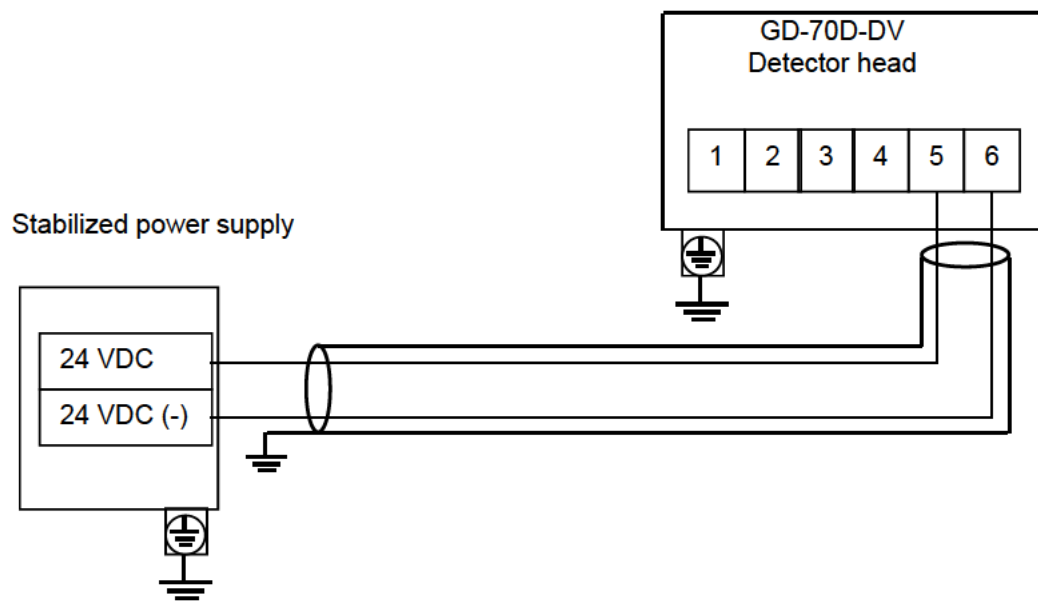 GD-70D-DV
Detector head
1 2 3 4 5 6
Stabilized power supply
24 VDC
24 VDC (-)